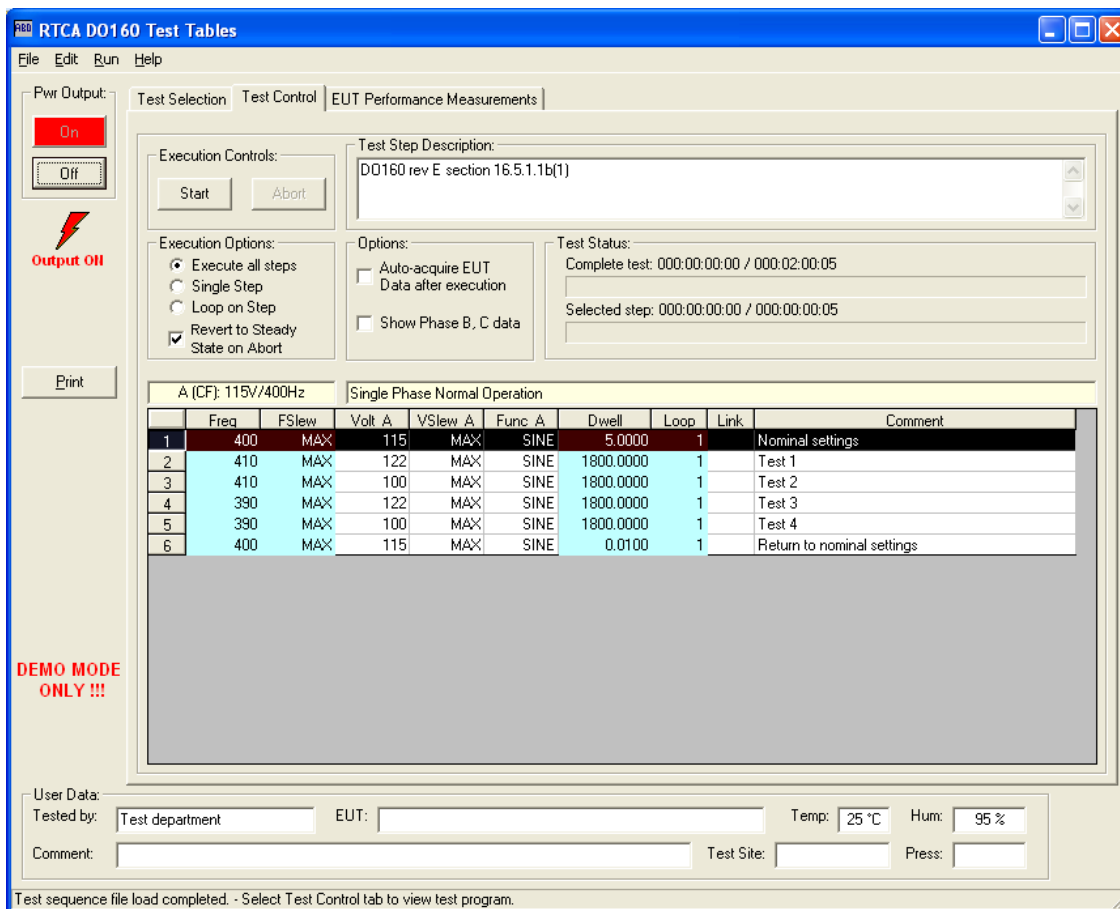 ABD RTCA DO160 Test Tables
File Edit Run Help
Pwr Output:
On
Off
Output ON
Print
DEMO MODE
ONLY !!!
Test Selection Test Control EUT Performance Measurements
Execution Controls:
Start Abort
Test Step Description:
DO160 rev E section 16.5.1.1b(1)
Execution Options:
Execute all steps
Single Step
Loop on Step
Revert to Steady
State on Abort
Options:
Auto-acquire EUT
Data after execution
Show Phase B, C data
Test Status:
Complete test: 000:00:00:00 / 000:02:00:05
Selected step: 000:00:00:00 / 000:00:00:05
A (CF): 115V/400Hz Single Phase Normal Operation
Freq FSlew Volt A VSlew A Func A Dwell Loop Link Comment
1 400 MAX 115 MAX SINE 5.0000 1 Nominal settings
2 410 MAX 122 MAX SINE 1800.0000 1 Test 1
3 410 MAX 100 MAX SINE 1800.0000 1 Test 2
4 390 MAX 122 MAX SINE 1800.0000 1 Test 3
5 390 MAX 100 MAX SINE 1800.0000 1 Test 4
6 400 MAX 115 MAX SINE 0.0100 1 Return to nominal settings
User Data:
Tested by: Test department EUT: Temp: 25 °C Hum: 95 %
Comment: Test Site: Press:
Test sequence file load completed. - Select Test Control tab to view test program.